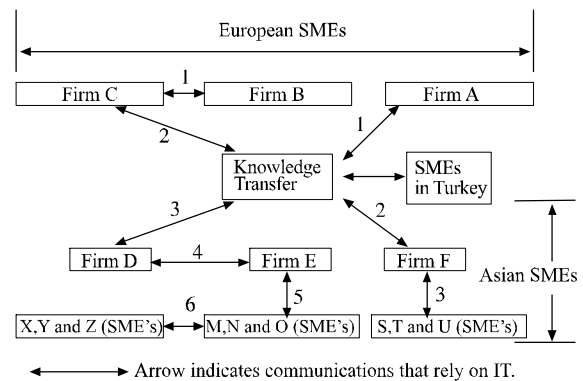 European SMEs
1
Firm C
Firm B
Firm A
1
2
Knowledge
Transfer
SMEs
in Turkey
3
2
Firm D
4
Firm E
Firm F
Asian SMEs
5
3
6
X,Y and Z (SME's)
M,N and O (SME's)
S,T and U (SME's)
Arrow indicates communications that rely on IT.